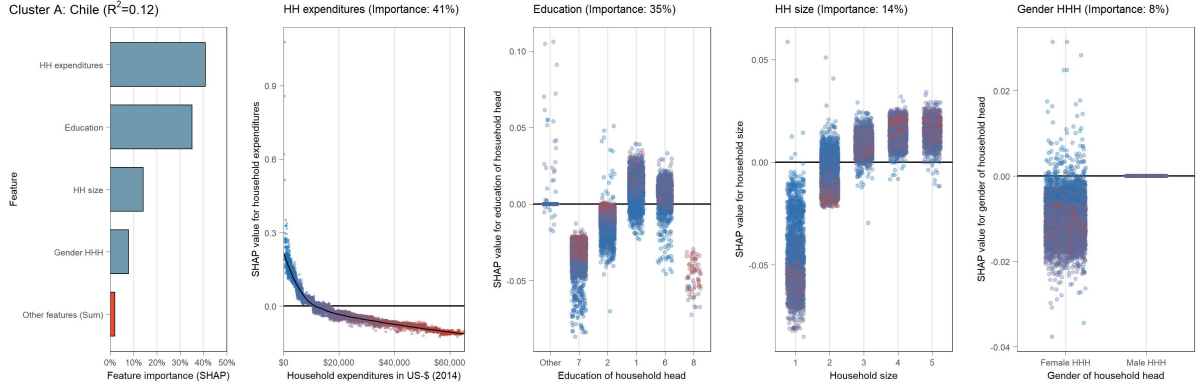 Cluster A: Chile (R²=0.12)
Feature
HH expenditures
Education
HH size
Gender HHH
Other features (Sum)
0% 10% 20% 30% 40% 50%
Feature importance (SHAP)
HH expenditures (Importance: 41%)
SHAP value for household expenditures
0.9
0.6
0.3
0.0
$0 $20,000 $40,000 $60,000
Household expenditures in US-$ (2014)
Education (Importance: 35%)
SHAP value for education of hosuehold head
0.10
0.05
0.00
-0.05
Other 7 2 1 6 8
Education of household head
HH size (Importance: 14%)
SHAP value for household size
0.05
0.00
-0.05
1 2 3 4 5
Household size
Gender HHH (Importance: 8%)
SHAP value for gender of household head
0.02
0.00
-0.02
-0.04
Female HHH Male HHH
Gender of household head